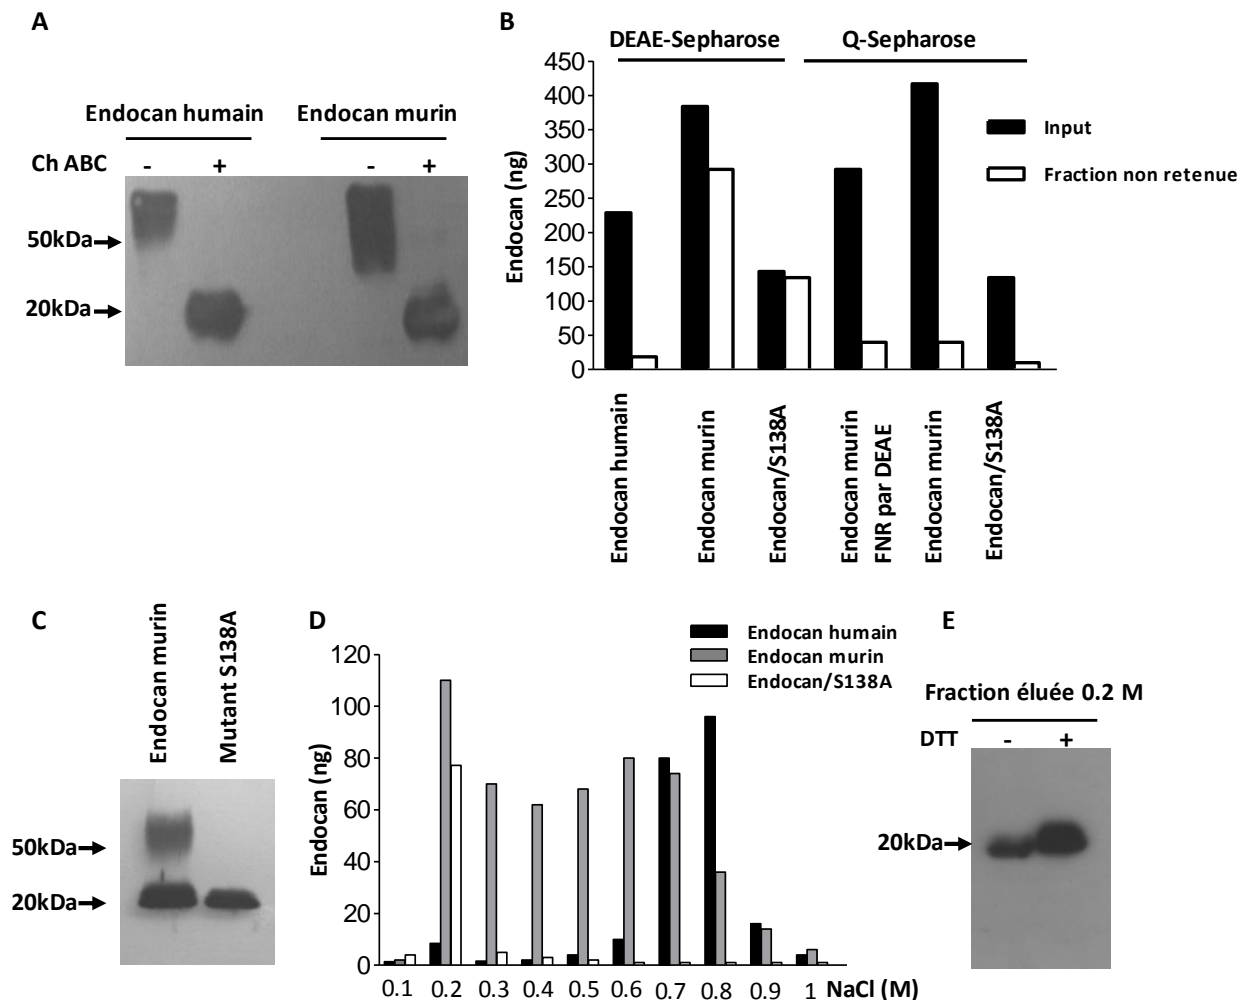 A
Endocan humain
Endocan murin
Ch ABC
-
+
-
+
50kDa
20kDa
B
DEAE-Sepharose
Q-Sepharose
Endocan (ng)
450
400
350
300
250
200
150
100
50
0
Input
Fraction non retenue
Endocan humain
Endocan murin
Endocan/S138A
Endocan murin
FNR par DEAE
Endocan murin
Endocan/S138A
C
Endocan murin
Mutant S138A
50kDa
20kDa
D
Endocan humain
Endocan murin
Endocan/S138A
Endocan (ng)
120
100
80
60
40
20
0
0.1 0.2 0.3 0.4 0.5 0.6 0.7 0.8 0.9 1 NaCl (M)
E
Fraction éluée 0.2 M
DTT - +
20kDa